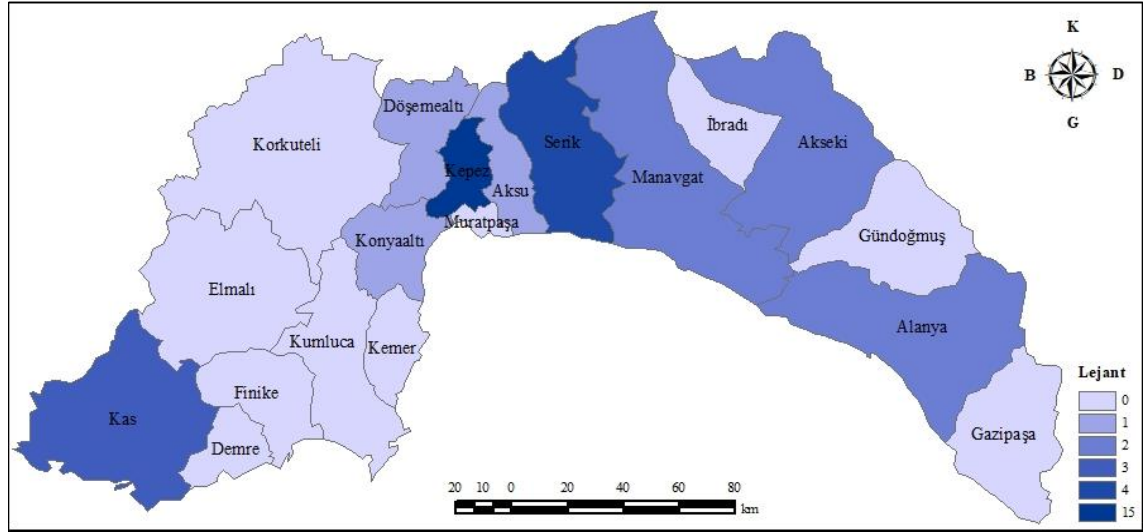 K
B D
G
Döşemealtı
Korkuteli
Kepez
Serik
İbradı
Akseki
Aksu
Manavgat
Muratpaşa
Konyaaltı
Gündoğmuş
Elmalı
Alanya
Kumluca
Kemer
Finike
Kas
Demre
Gazipaşa
Lejant
0
1
2
3
4
15
20 10 0 20 40 60 80
km